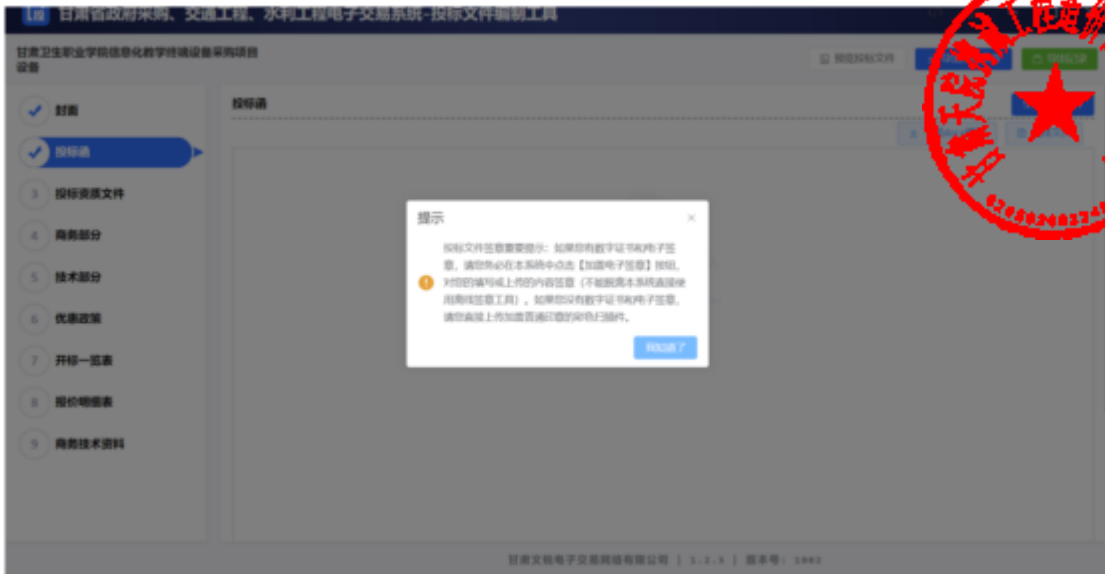 甘肃省政府采购、交通工程、水利工程电子交易系统-投标文件编制工具
甘肃卫生职业学院信息化教学终端设备采购项目
设备
预览投标文件
封面
投标函
3 投标资质文件
4 商务部分
5 技术部分
6 优惠政策
7 开标一览表
8 报价明细表
9 商务技术资料
投标函
提示
投标文件签章重要提示：如果您有数字证书和电子签
章，请您务必在本系统中点击【加盖电子签章】按钮，
对您的填写或上传的内容签章（不能脱离本系统直接使
用离线签章工具）。如果您没有数字证书和电子签章，
请您直接上传加盖普通印章的彩色扫描件。
我知道了
甘肃文锐电子交易网络有限公司 | 1.2.5 | 版本号: 1002